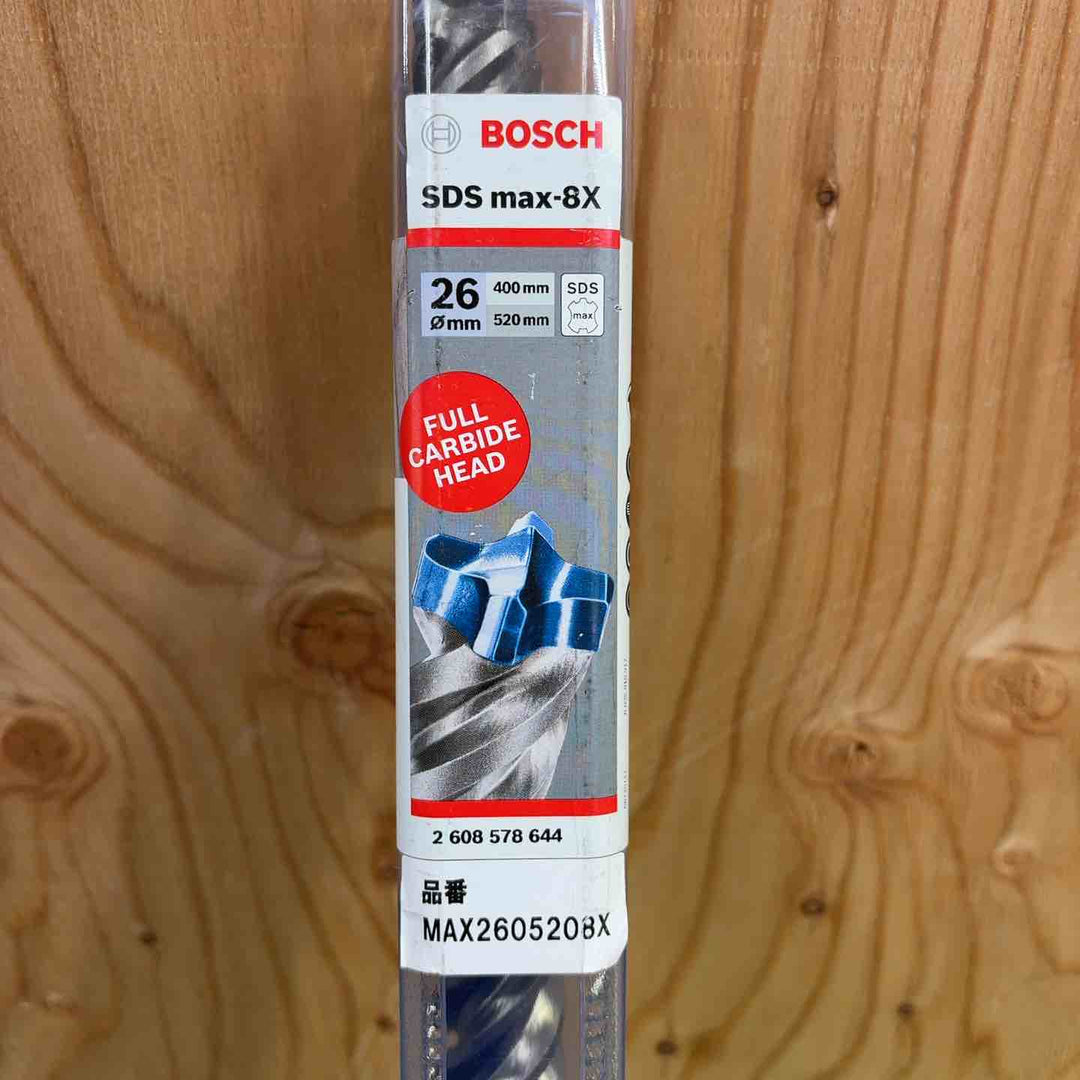 BOSCH
SDS max-8X
26 400 mm SDS
Ømm 520 mm max
FULL
CARBIDE
HEAD
2 608 578 644
品番
MAX2605208X